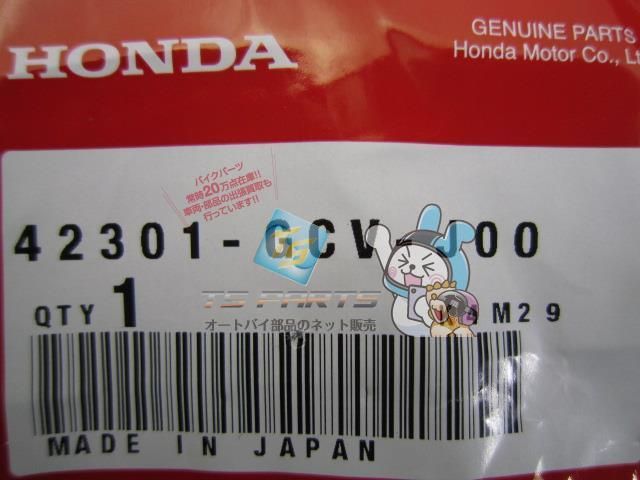 HONDA
GENUINE PARTS
Honda Motor Co., Lt
バイクパーツ
常時20万点在庫!!
車両・部品の出張買取も
行っています!!
42301-GCV-J00
TS PARTS
QTY 1
M29
オートバイ部品のネット販売
MADE IN JAPAN